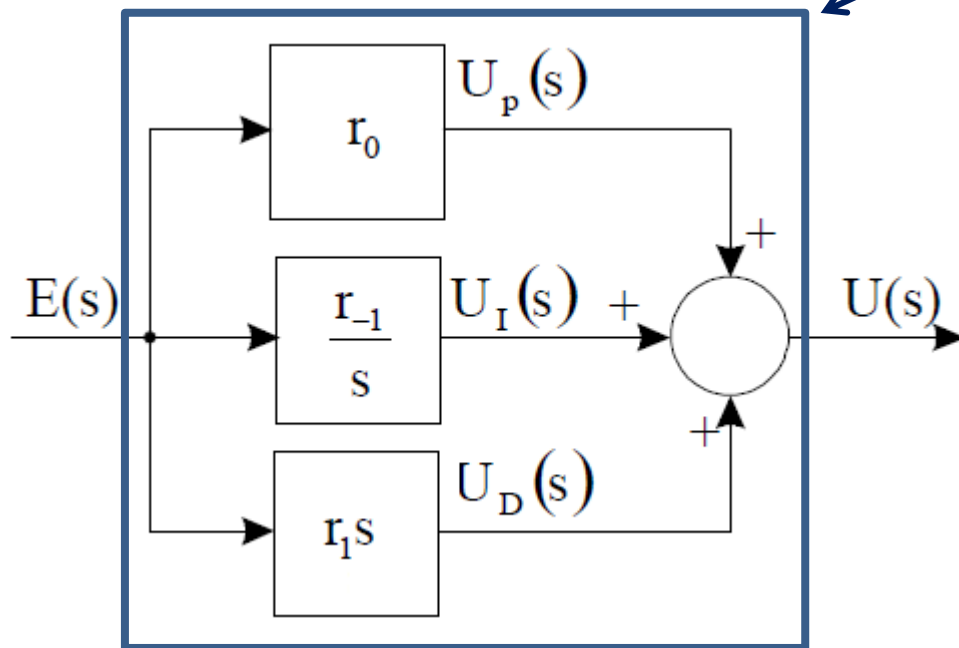 U_p(s)
r_0
+
E(s)
r_{-1}
s
U_I(s)
+
U(s)
+
U_D(s)
r_1s